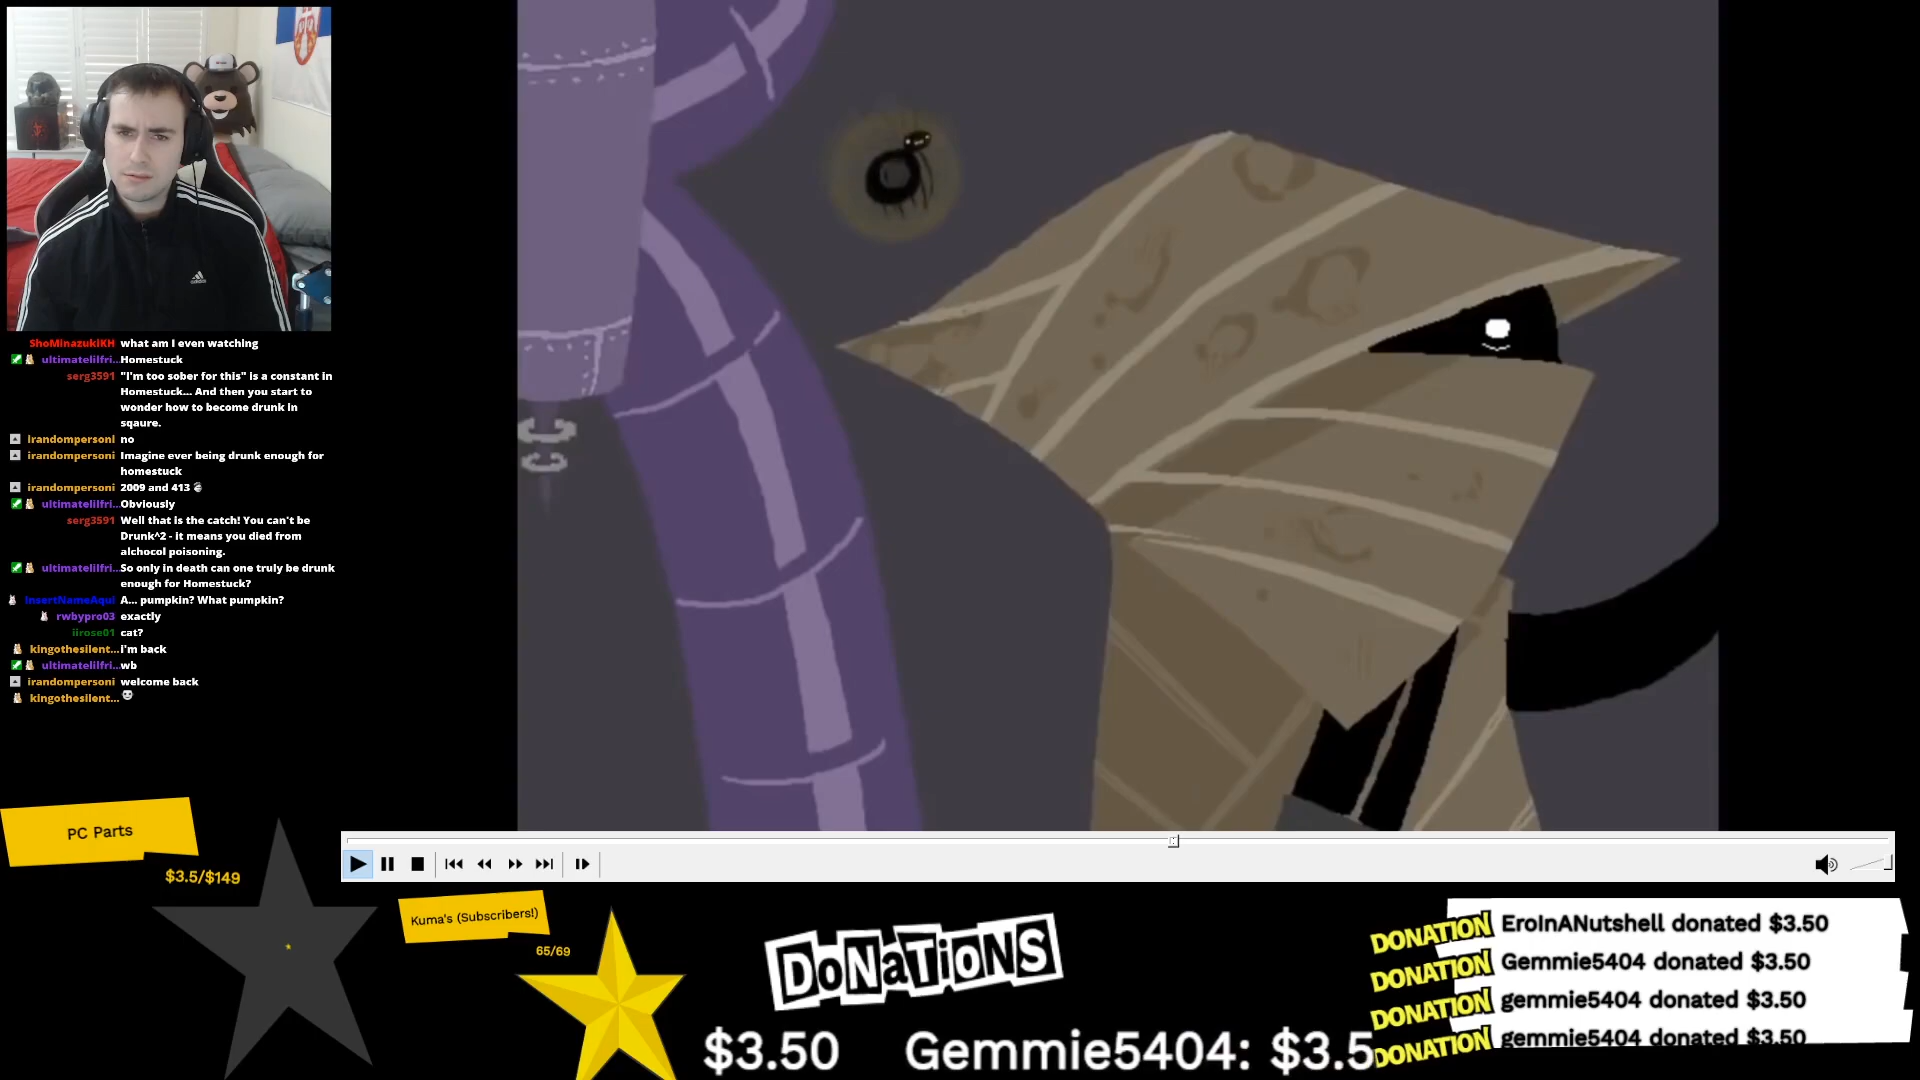 ShoMinazukiKH what am I even watching
ultimatelilfri... Homestuck
serg3591 "I'm too sober for this" is a constant in
Homestuck... And then you start to
wonder how to become drunk in
sqaure.
irandompersoni no
irandompersoni Imagine ever being drunk enough for
homestuck
irandompersoni 2009 and 413
ultimatelilfri... Obviously
serg3591 Well that is the catch! You can't be
Drunk^2 - it means you died from
alchocol poisoning.
ultimatelilfri... So only in death can one truly be drunk
enough for Homestuck?
InsertNameAqui A... pumpkin? What pumpkin?
rwbypro03 exactly
iirose01 cat?
kingothesilent... i'm back
ultimatelilfri... wb
irandompersoni welcome back
kingothesilent...
PC Parts
$3.5/$149
Kuma's (Subscribers!)
65/69
DoNaTiONS
$3.50 Gemmie5404: $3.5
DONATION EroInANutshell donated $3.50
DONATION Gemmie5404 donated $3.50
DONATION gemmie5404 donated $3.50
DONATION gemmie5404 donated $3.50
adidas